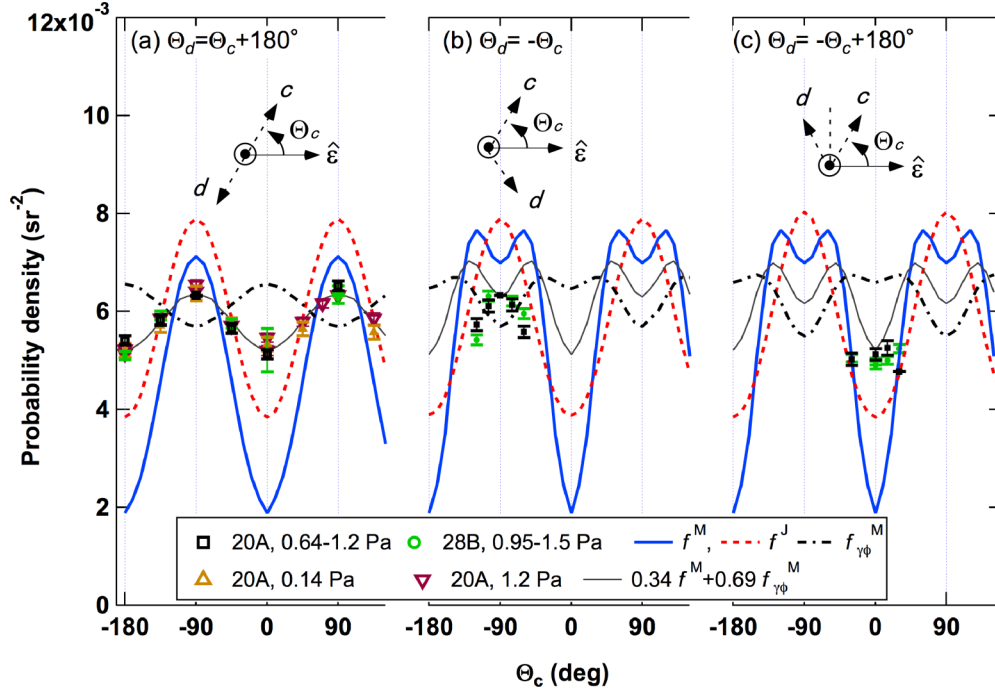 12x10⁻³
10
8
6
4
2
0
Probability density (sr⁻²)
(a) Θd=Θc+180°
c
Θc
ε̂
d
(b) Θd= -Θc
c
Θc
ε̂
d
(c) Θd= -Θc+180°
d
c
Θc
ε̂
20A, 0.64-1.2 Pa
28B, 0.95-1.5 Pa
f^M, f^J f_γϕ^M
20A, 0.14 Pa
20A, 1.2 Pa
0.34 f^M+0.69 f_γϕ^M
-180 -90 0 90 -180 -90 0 90 -180 -90 0 90
Θc (deg)